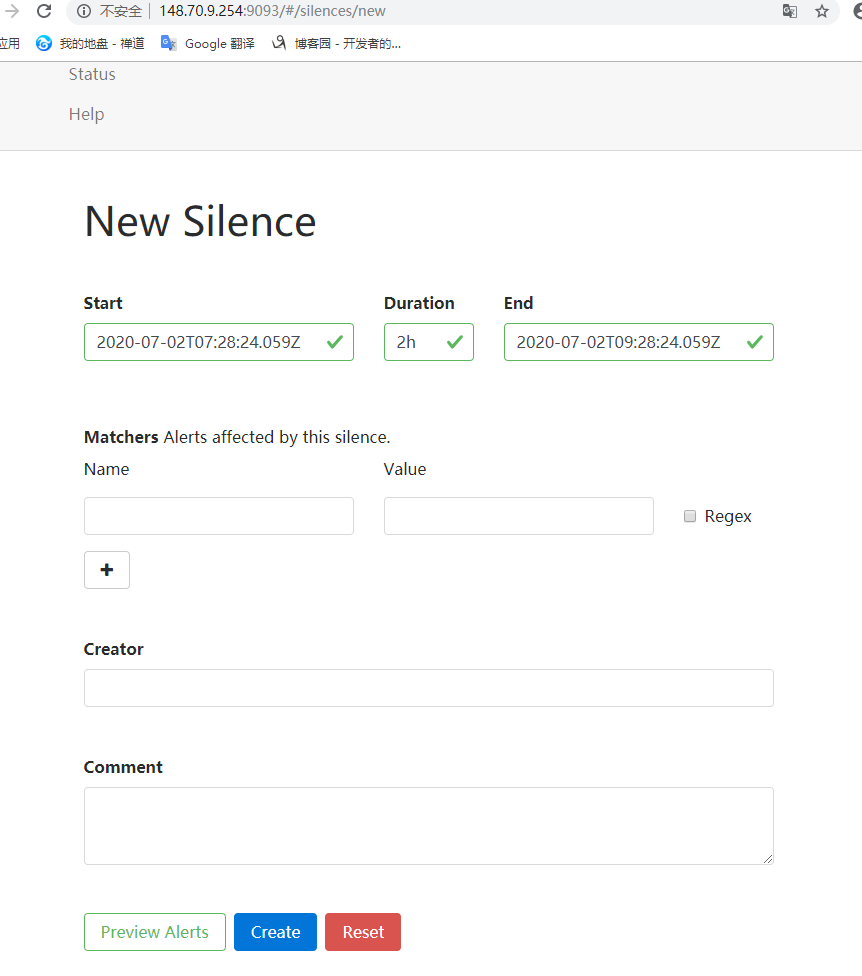 不安全 148.70.9.254:9093/#/silences/new
应用 我的地盘 - 禅道 Google 翻译 博客园 - 开发者的...
Status
Help
New Silence
Start Duration End
2020-07-02T07:28:24.059Z 2h 2020-07-02T09:28:24.059Z
Matchers Alerts affected by this silence.
Name Value
Regex
+
Creator
Comment
Preview Alerts Create Reset